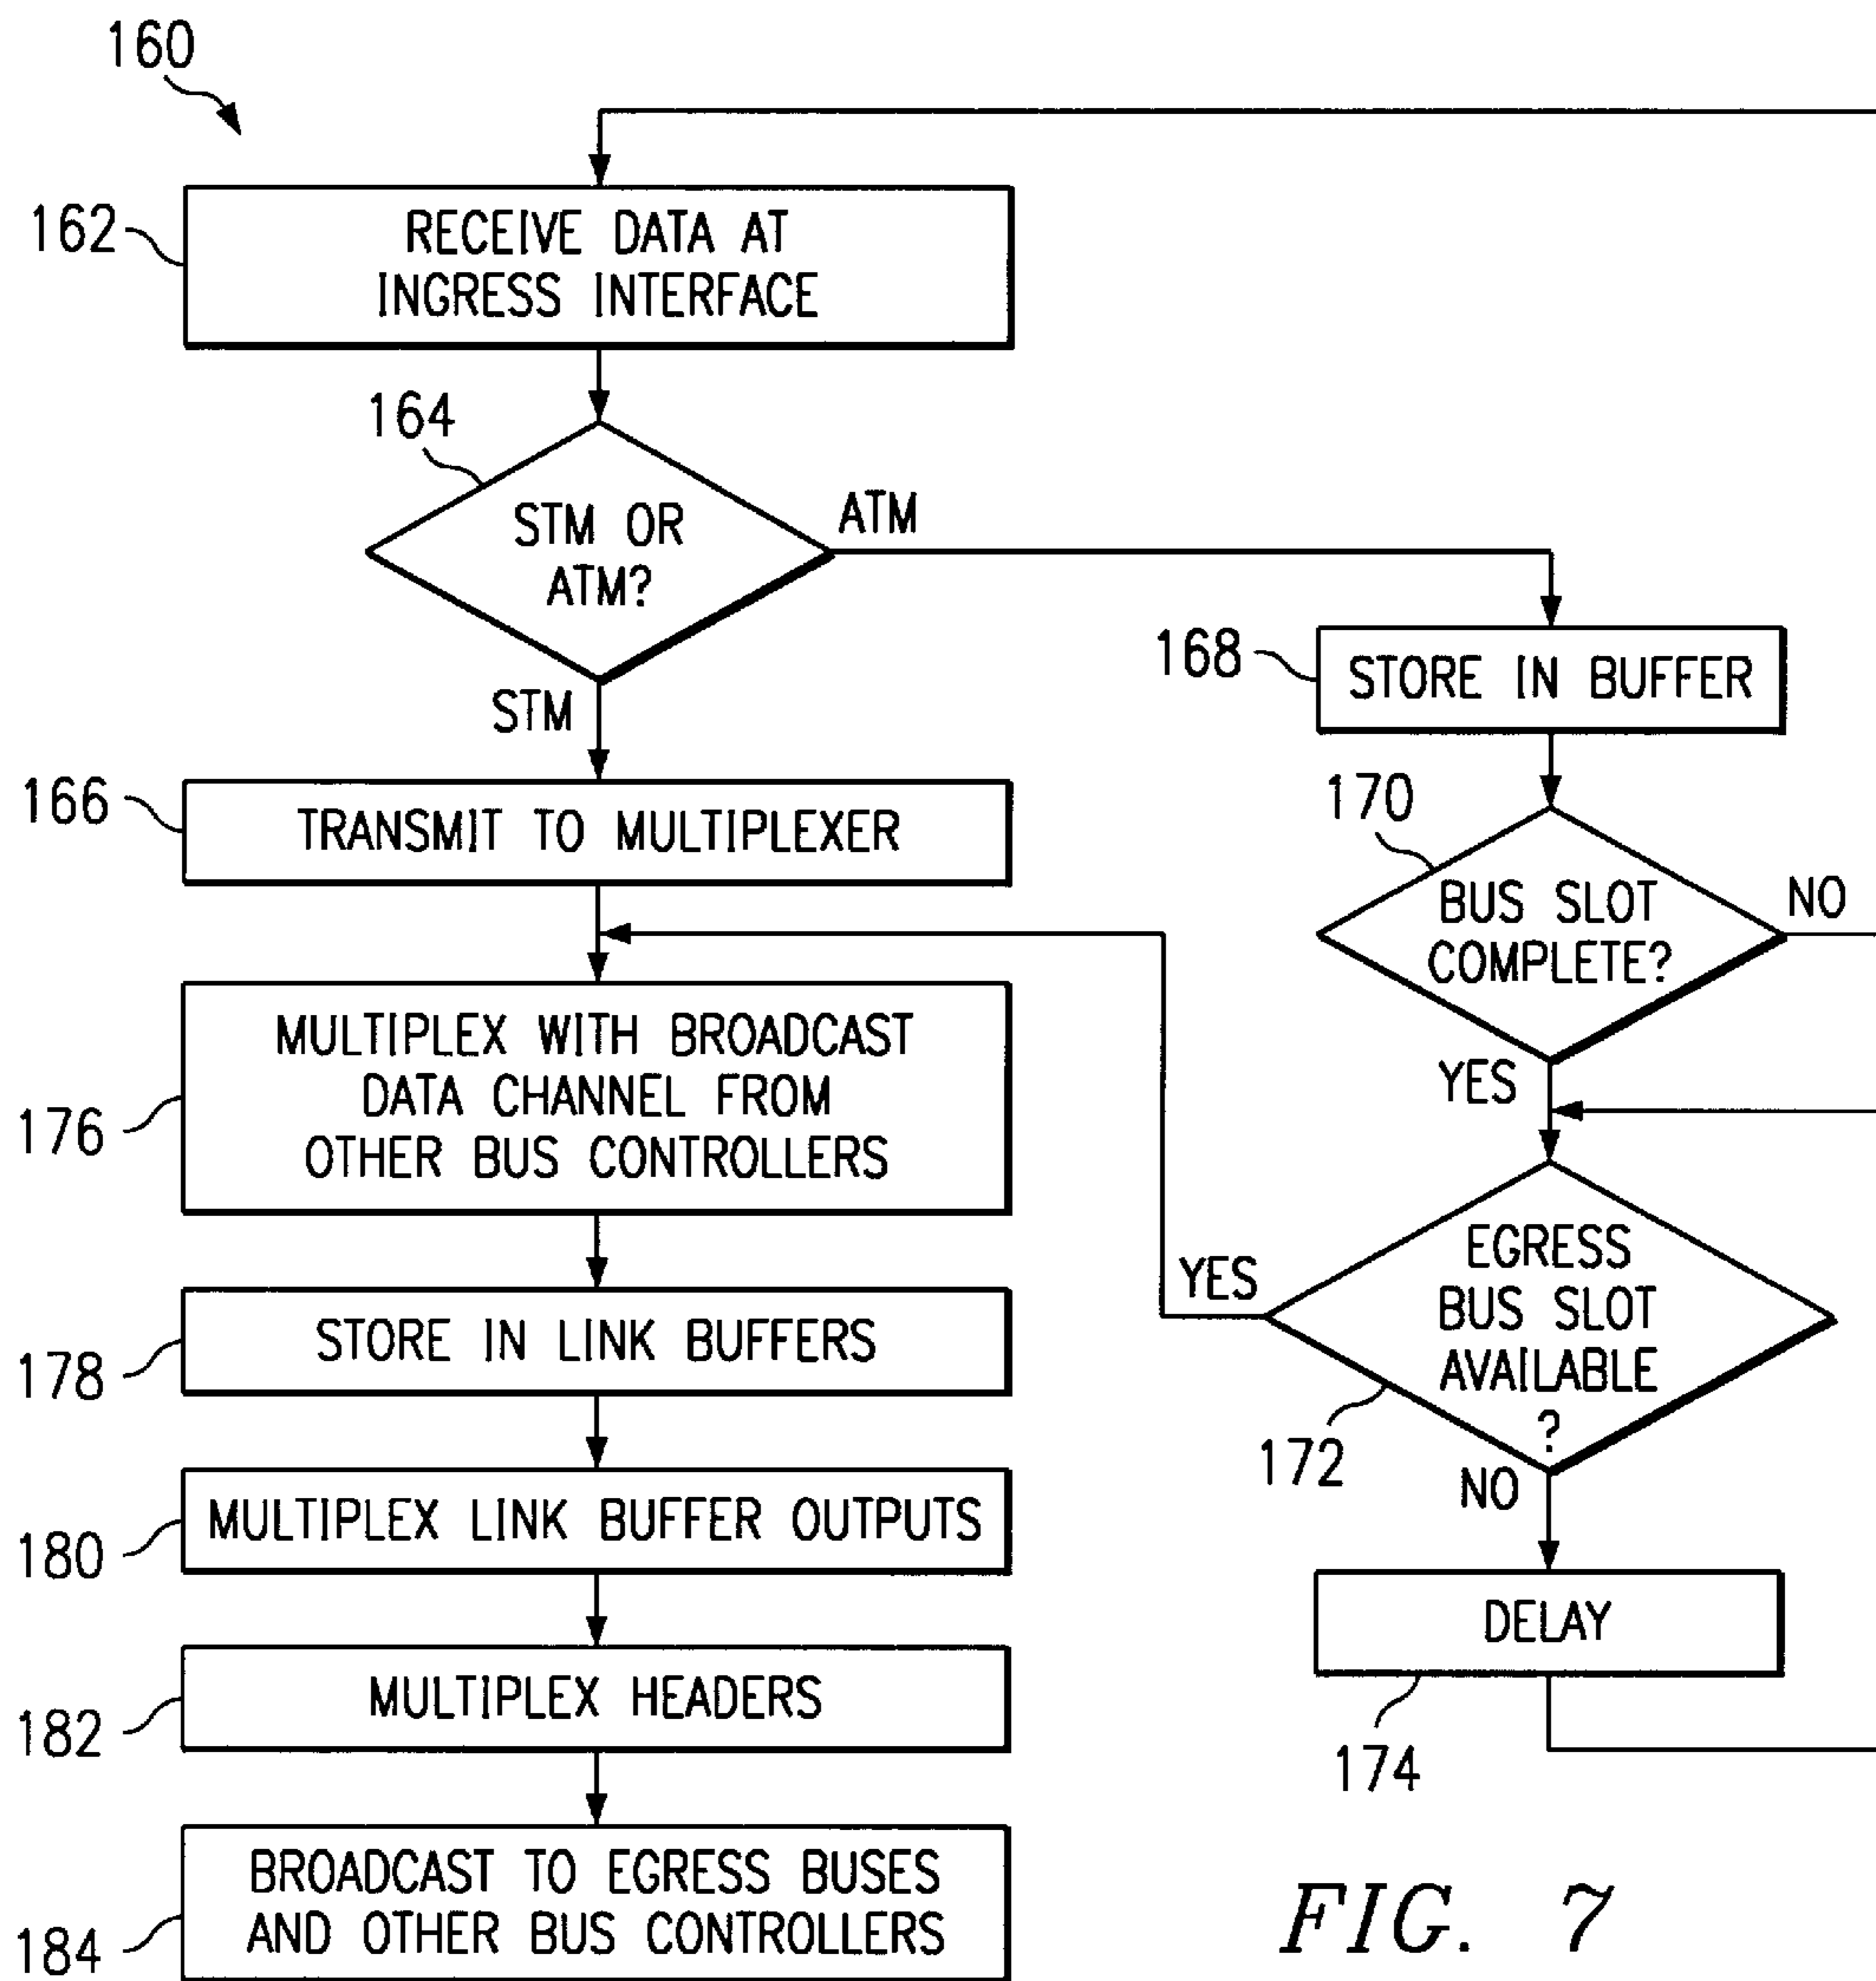 160
162
RECEIVE DATA AT
INGRESS INTERFACE
164
STM OR
ATM?
ATM
STM
166
TRANSMIT TO MULTIPLEXER
168
STORE IN BUFFER
170
BUS SLOT
COMPLETE?
NO
YES
172
EGRESS
BUS SLOT
AVAILABLE
?
YES
NO
174
DELAY
176
MULTIPLEX WITH BROADCAST
DATA CHANNEL FROM
OTHER BUS CONTROLLERS
178
STORE IN LINK BUFFERS
180
MULTIPLEX LINK BUFFER OUTPUTS
182
MULTIPLEX HEADERS
184
BROADCAST TO EGRESS BUSES
AND OTHER BUS CONTROLLERS
FIG. 7